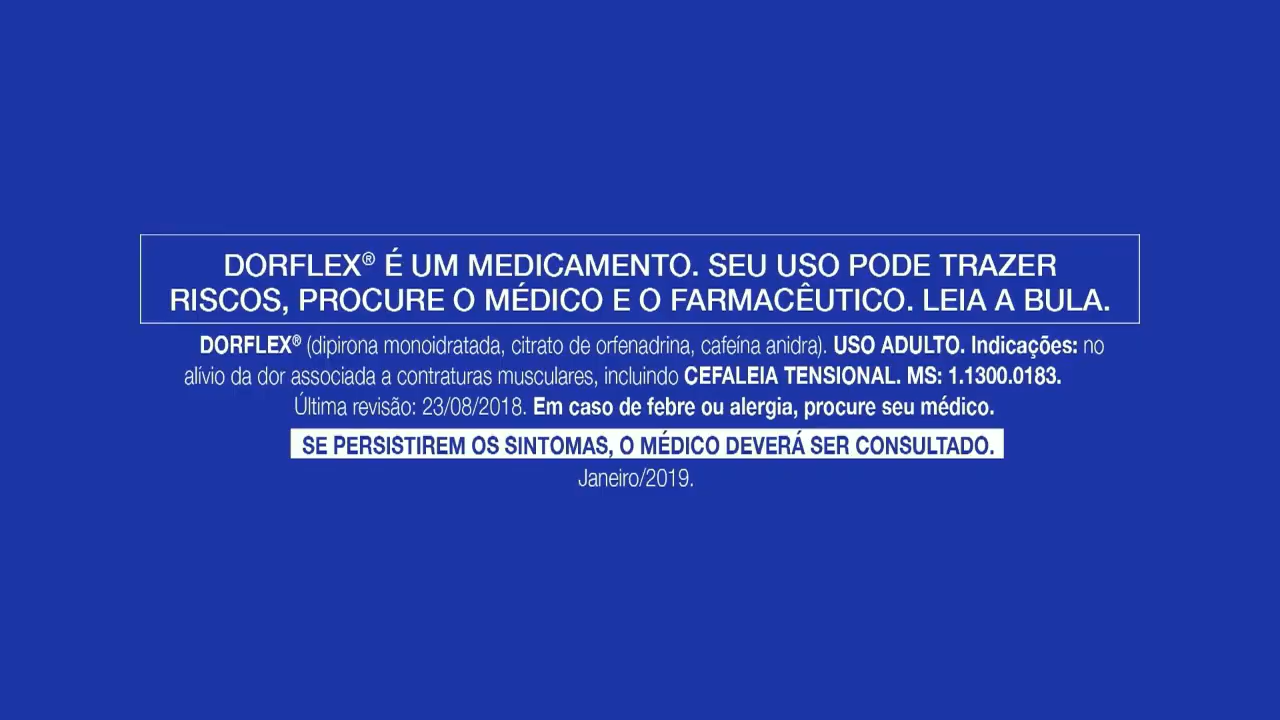 DORFLEX® É UM MEDICAMENTO. SEU USO PODE TRAZER
RISCOS, PROCURE O MÉDICO E O FARMACÊUTICO. LEIA A BULA.
DORFLEX® (dipirona monoidratada, citrato de orfenadrina, cafeína anidra). USO ADULTO. Indicações: no
alívio da dor associada a contraturas musculares, incluindo CEFALEIA TENSIONAL. MS: 1.1300.0183.
Última revisão: 23/08/2018. Em caso de febre ou alergia, procure seu médico.
SE PERSISTIREM OS SINTOMAS, O MÉDICO DEVERÁ SER CONSULTADO.
Janeiro/2019.